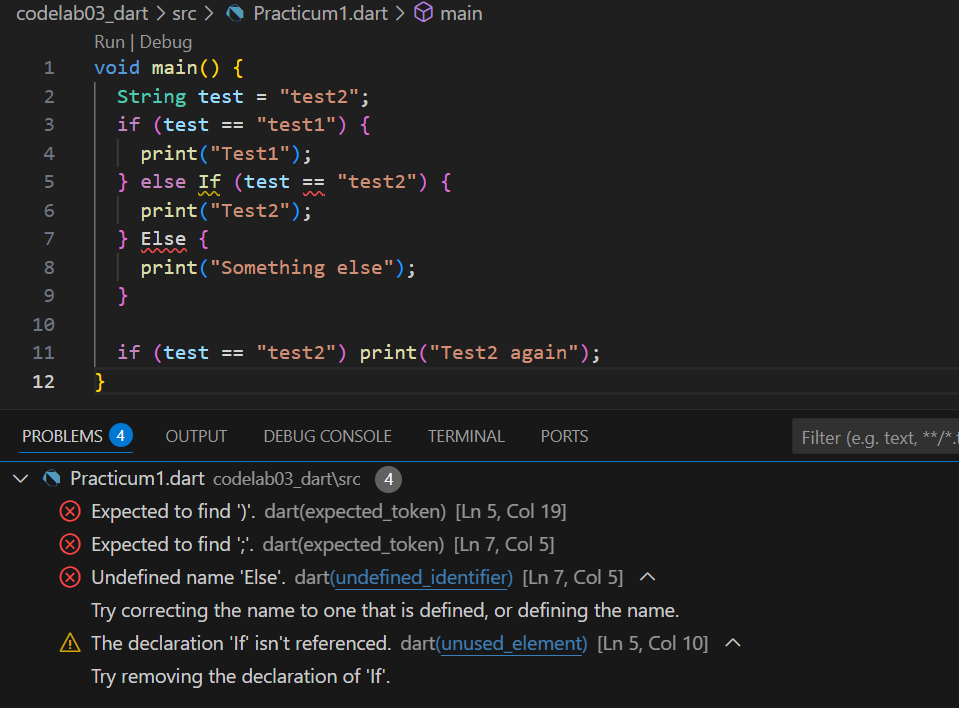 codelab03_dart > src > Practicum1.dart > main
Run | Debug
1 void main() {
2 String test = "test2";
3 if (test == "test1") {
4 print("Test1");
5 } else If (test == "test2") {
6 print("Test2");
7 } Else {
8 print("Something else");
9 }
10
11 if (test == "test2") print("Test2 again");
12 }
PROBLEMS 4 OUTPUT DEBUG CONSOLE TERMINAL PORTS Filter (e.g. text, **/*.t
Practicum1.dart codelab03_dart\src 4
Expected to find ')'. dart(expected_token) [Ln 5, Col 19]
Expected to find ';'. dart(expected_token) [Ln 7, Col 5]
Undefined name 'Else'. dart(undefined_identifier) [Ln 7, Col 5]
Try correcting the name to one that is defined, or defining the name.
The declaration 'If' isn't referenced. dart(unused_element) [Ln 5, Col 10]
Try removing the declaration of 'If'.